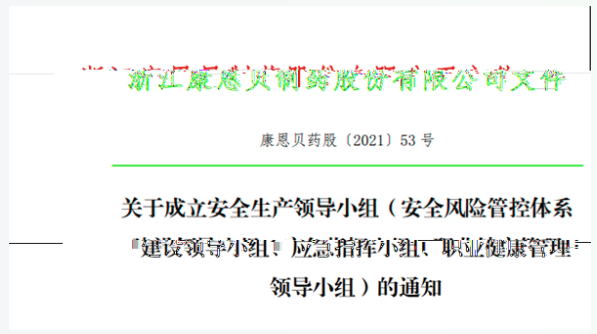 浙江康恩贝制药股份有限公司文件
康恩贝药股〔2021〕53 号
关于成立安全生产领导小组（安全风险管控体系
建设领导小组、应急指挥小组、职业健康管理
领导小组）的通知